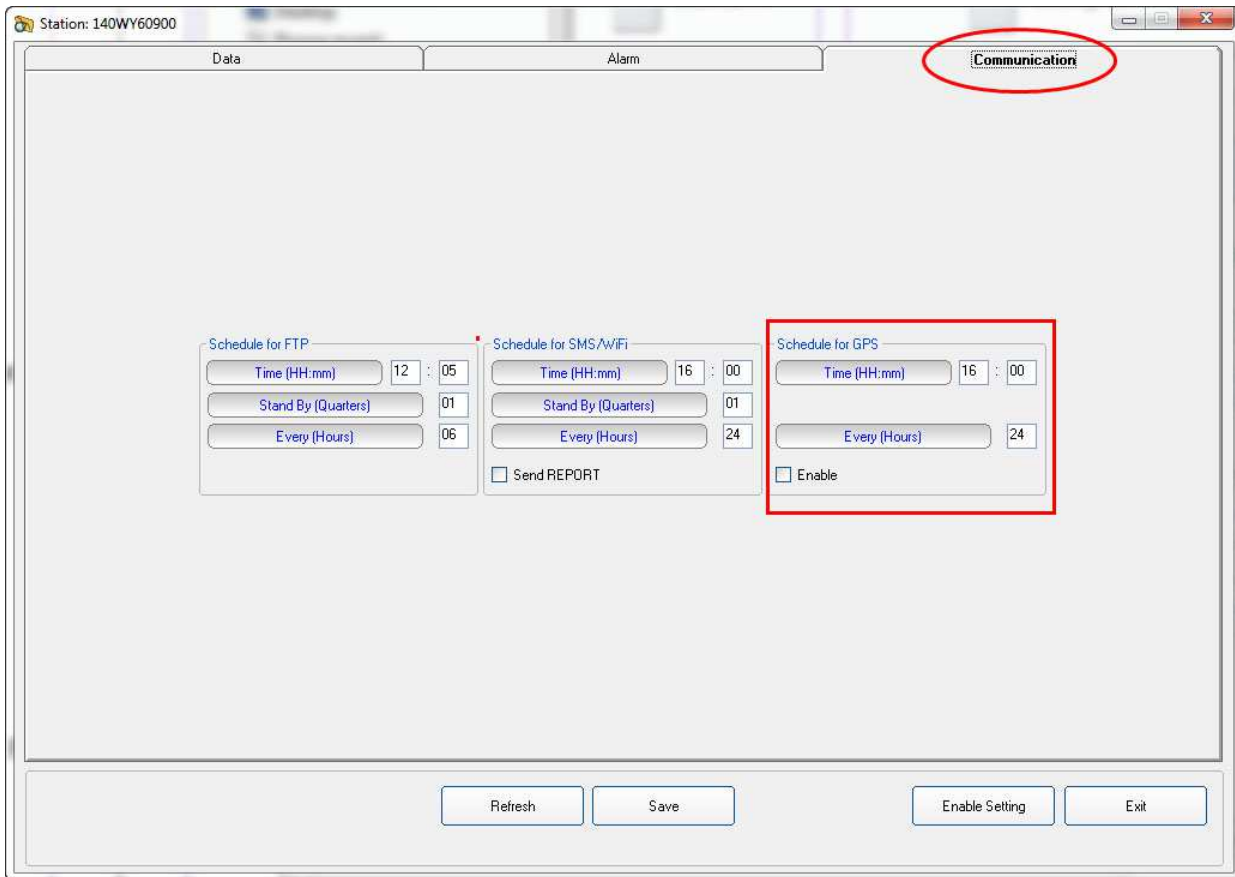 Station: 140WY60900
Data Alarm Communication
Schedule for FTP
Time (HH:mm) 12 : 05
Stand By (Quarters) 01
Every (Hours) 06
Schedule for SMS/WiFi
Time (HH:mm) 16 : 00
Stand By (Quarters) 01
Every (Hours) 24
Send REPORT
Schedule for GPS
Time (HH:mm) 16 : 00
Every (Hours) 24
Enable
Refresh Save Enable Setting Exit